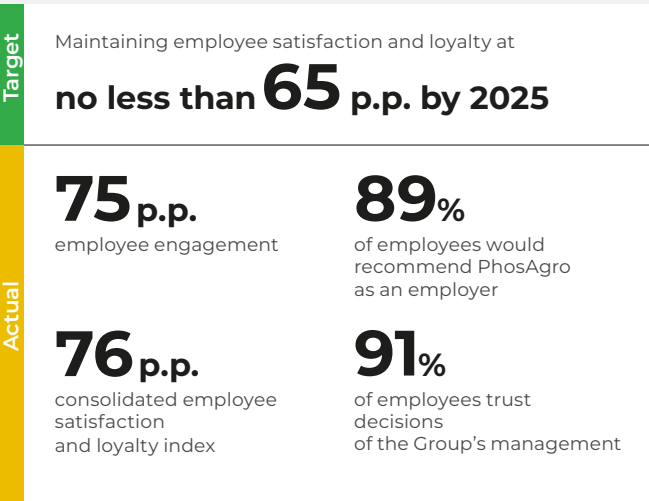 Target
Maintaining employee satisfaction and loyalty at
no less than 65 p.p. by 2025
Actual
75 p.p.
employee engagement
89%
of employees would
recommend PhosAgro
as an employer
76 p.p.
consolidated employee
satisfaction
and loyalty index
91%
of employees trust
decisions
of the Group's management